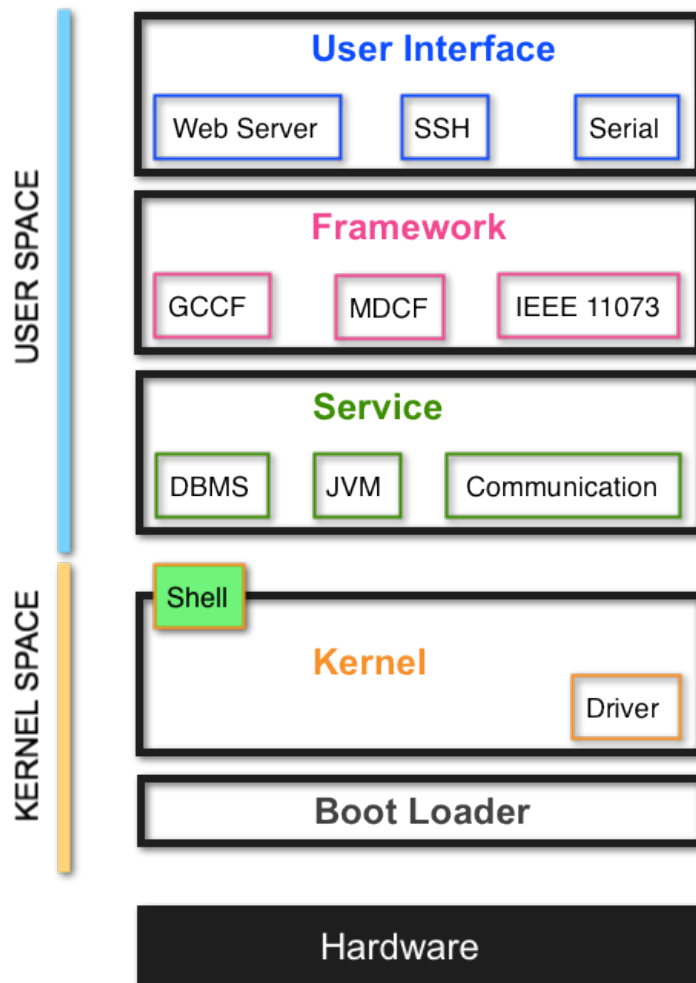 USER SPACE
User Interface
Web Server
SSH
Serial
Framework
GCCF
MDCF
IEEE 11073
Service
DBMS
JVM
Communication
KERNEL SPACE
Shell
Kernel
Driver
Boot Loader
Hardware